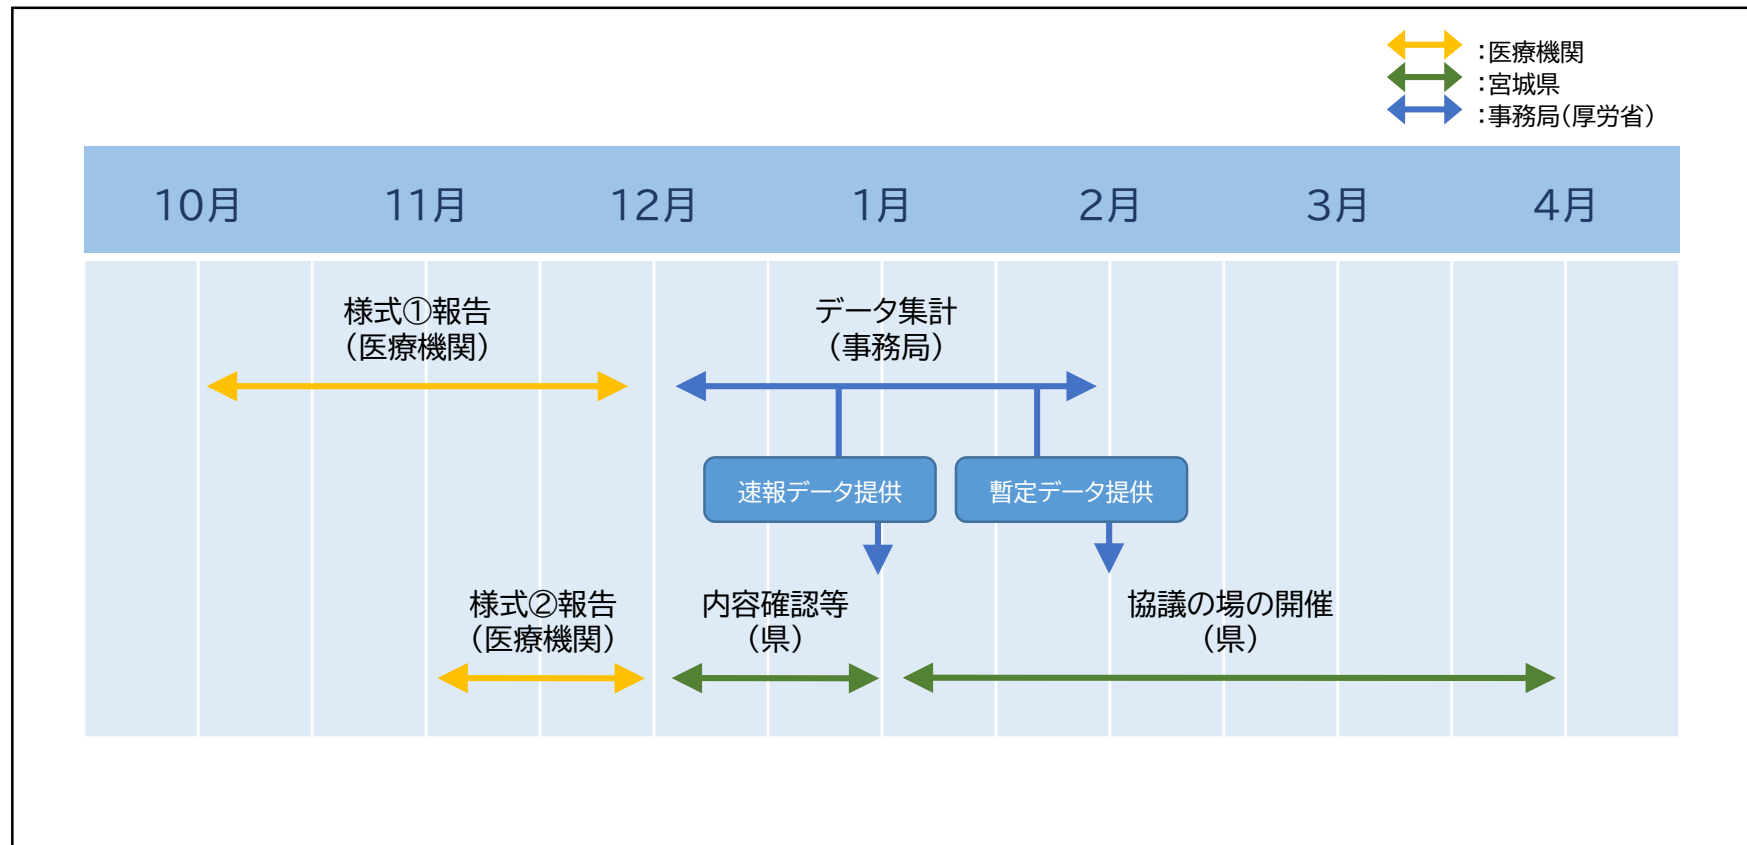 :医療機関
:宮城県
:事務局(厚労省)
10月 11月 12月 1月 2月 3月 4月
様式①報告
(医療機関)
データ集計
(事務局)
速報データ提供
暫定データ提供
様式②報告
(医療機関)
内容確認等
(県)
協議の場の開催
(県)